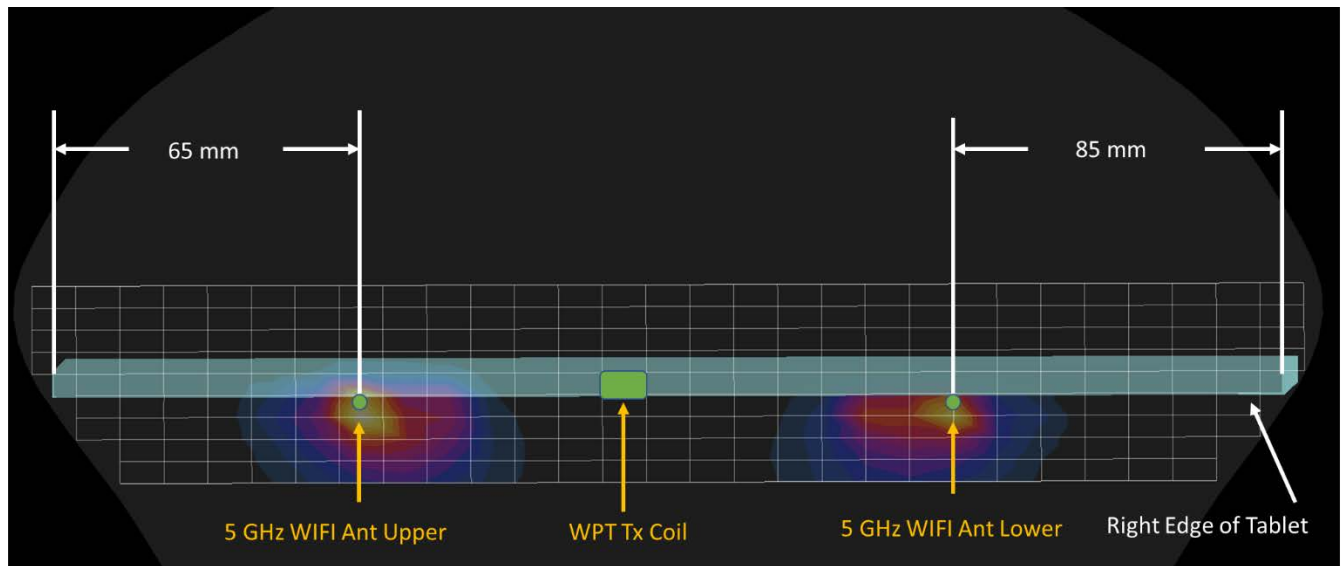 65 mm
85 mm
5 GHz WIFI Ant Upper
WPT Tx Coil
5 GHz WIFI Ant Lower
Right Edge of Tablet